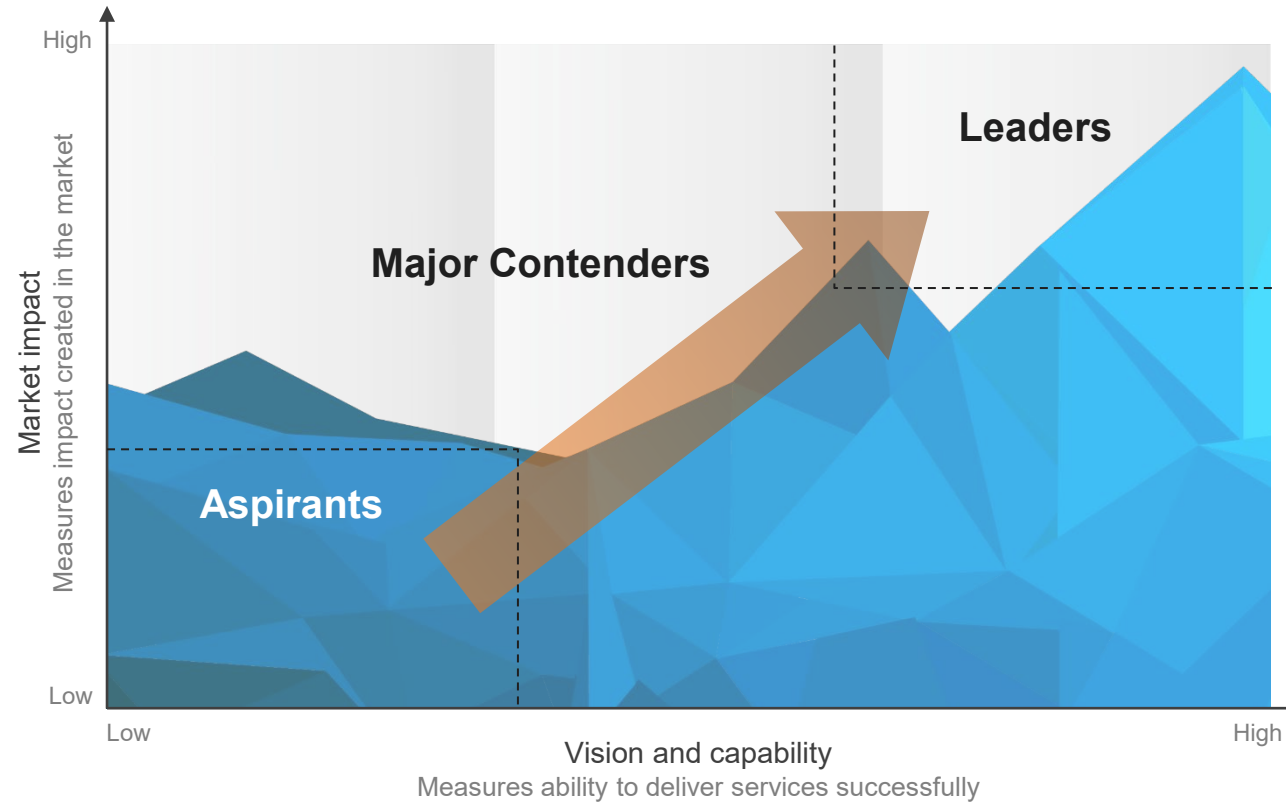 High
Leaders
Major Contenders
Market impact
Measures impact created in the market
Aspirants
Low
Low
High
Vision and capability
Measures ability to deliver services successfully